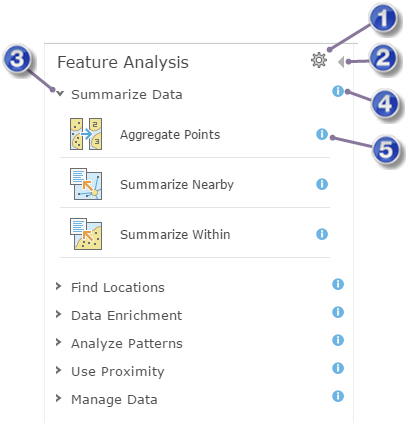 1
Feature Analysis
2
3
Summarize Data
4
Aggregate Points
5
Summarize Nearby
Summarize Within
Find Locations
Data Enrichment
Analyze Patterns
Use Proximity
Manage Data